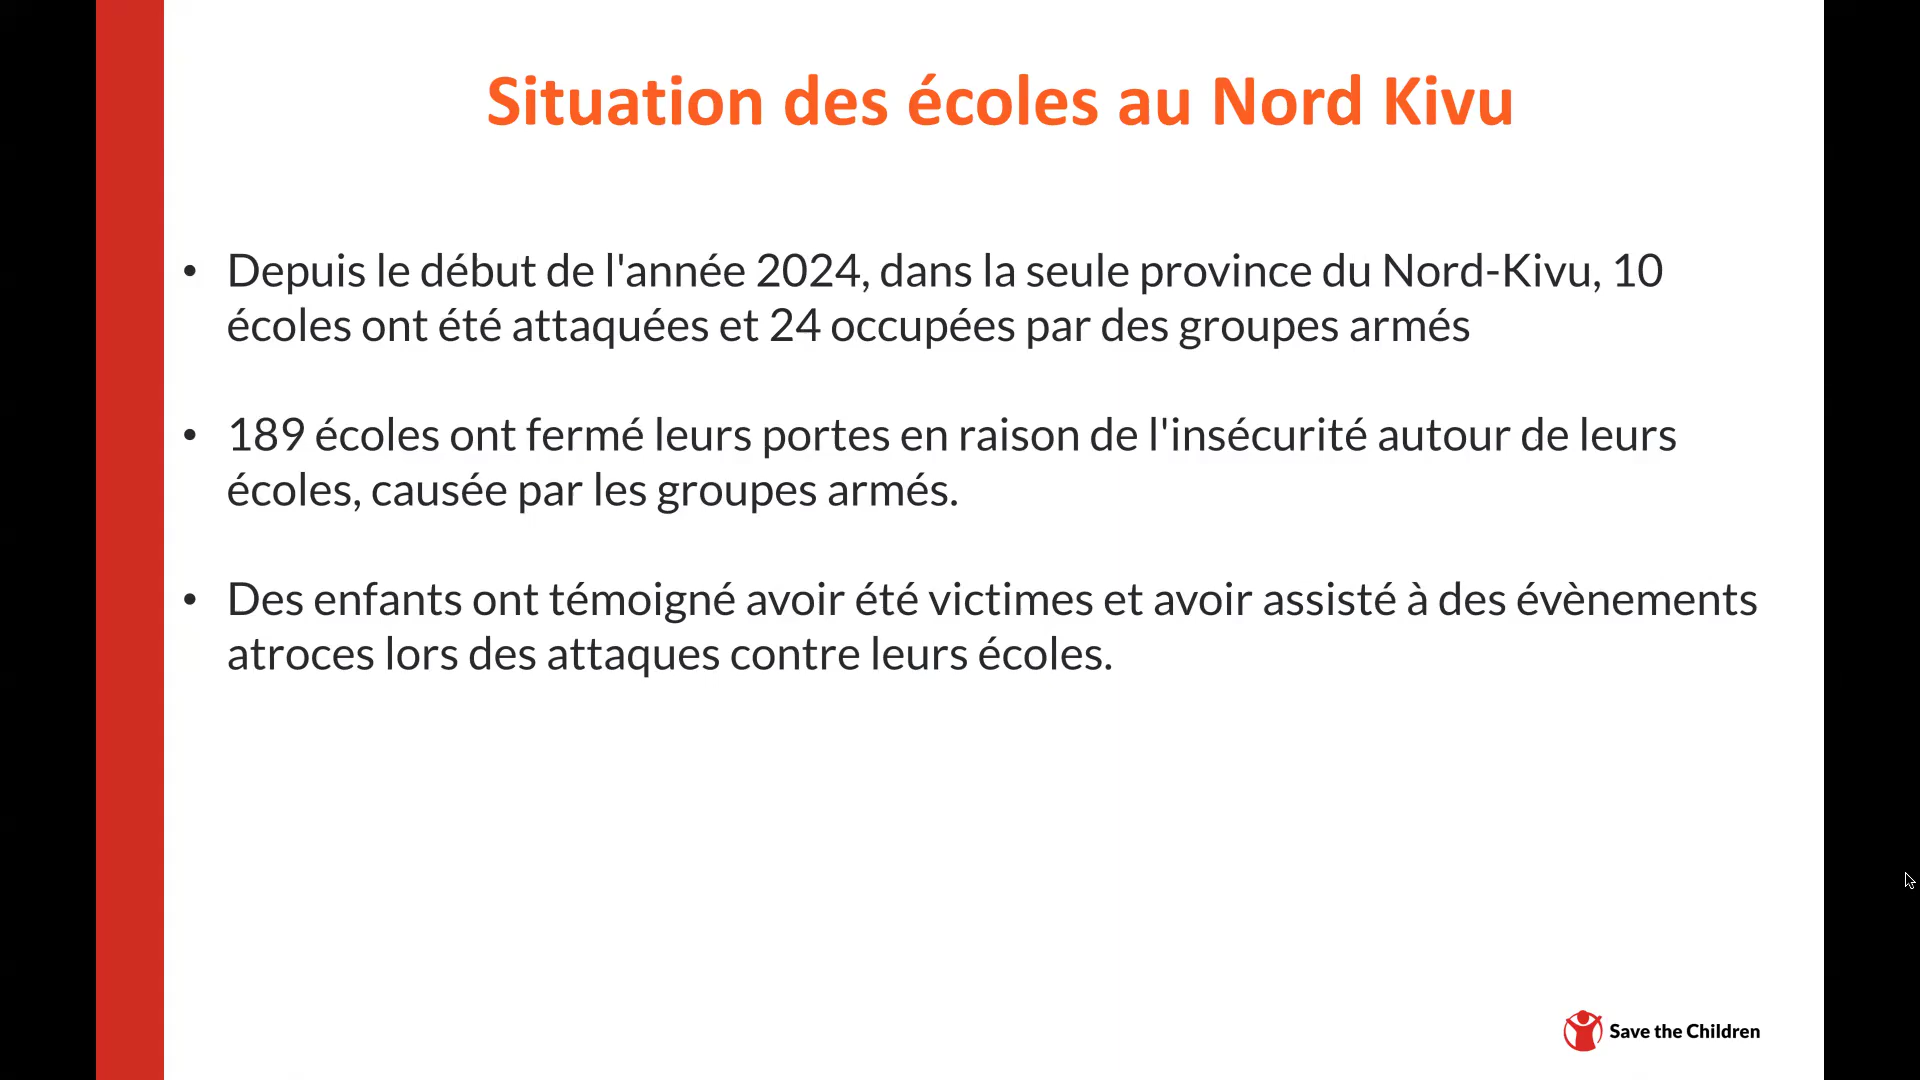 Situation des écoles au Nord Kivu
• Depuis le début de l'année 2024, dans la seule province du Nord-Kivu, 10
écoles ont été attaquées et 24 occupées par des groupes armés
• 189 écoles ont fermé leurs portes en raison de l'insécurité autour de leurs
écoles, causée par les groupes armés.
• Des enfants ont témoigné avoir été victimes et avoir assisté à des évènements
atroces lors des attaques contre leurs écoles.
Save the Children